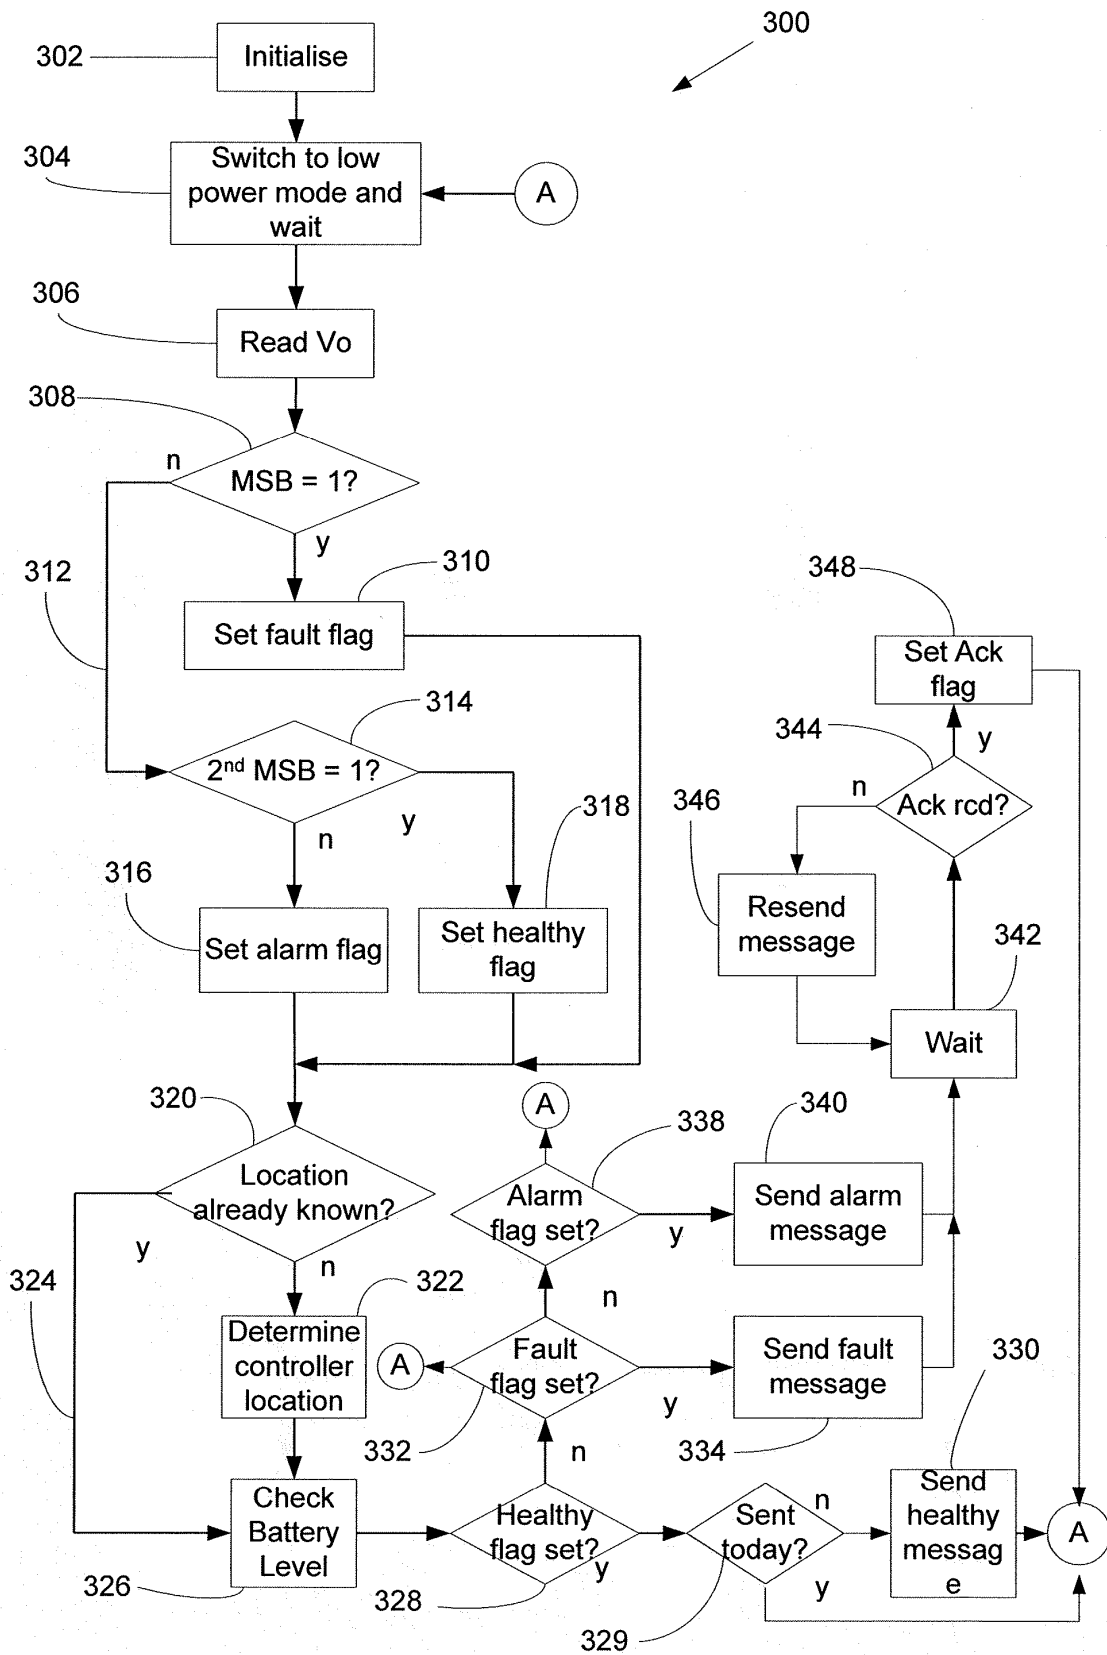 300
302
Initialise
304
Switch to low
power mode and
wait
A
306
Read Vo
308
n
MSB = 1?
y
312
310
Set fault flag
348
Set Ack
flag
314
2nd MSB = 1?
n
y
344
y
n
Ack rcd?
318
346
Resend
message
316
Set alarm flag
Set healthy
flag
342
Wait
320
Location
already known?
y
n
A
338
Alarm
flag set?
y
n
340
Send alarm
message
324
322
Determine
controller
location
A
Fault
flag set?
y
332
n
Send fault
message
334
330
Check
Battery
Level
326
Healthy
flag set?
y
328
Sent
today?
n
y
329
Send
healthy
messag
e
A